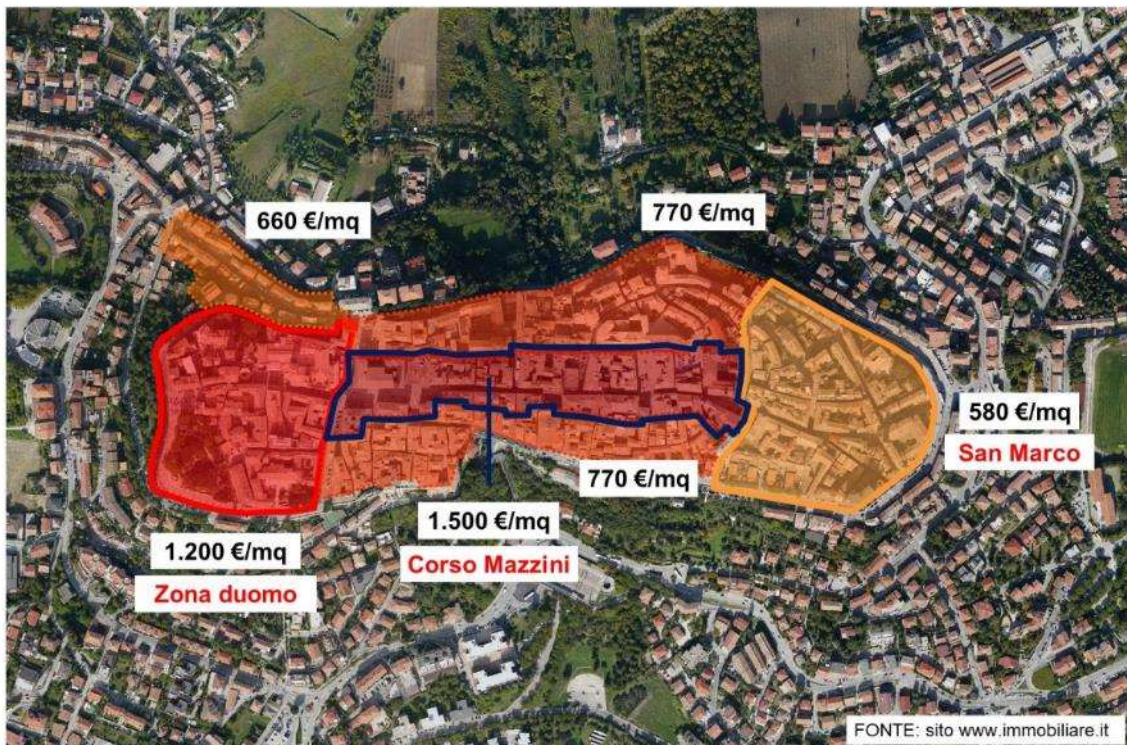 660 €/mq
770 €/mq
580 €/mq
San Marco
770 €/mq
1.500 €/mq
Corso Mazzini
1.200 €/mq
Zona duomo
FONTE: sito www.immobiliare.it